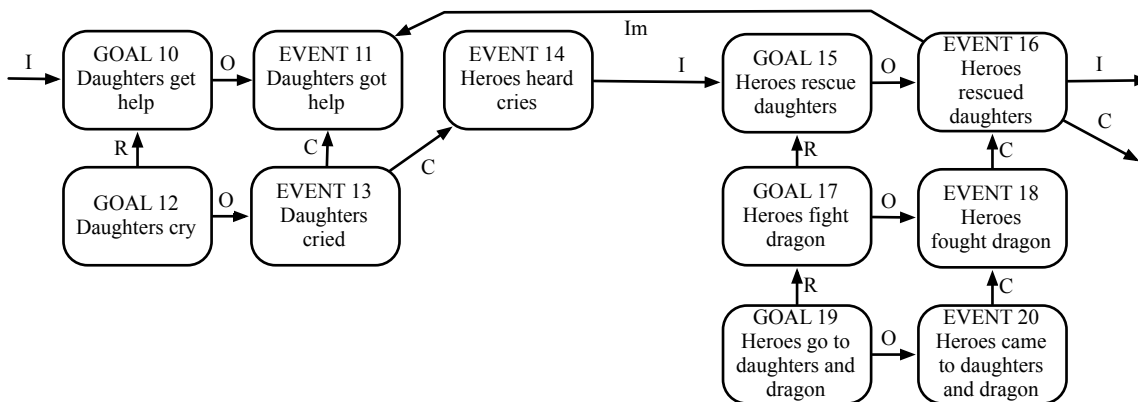 Im
I
GOAL 10
Daughters get
help
O
EVENT 11
Daughters got
help
EVENT 14
Heroes heard
cries
I
GOAL 15
Heroes rescue
daughters
O
EVENT 16
Heroes
rescued
daughters
I
C
R
C
C
R
C
GOAL 12
Daughters cry
O
EVENT 13
Daughters
cried
GOAL 17
Heroes fight
dragon
O
EVENT 18
Heroes
fought dragon
R
C
GOAL 19
Heroes go to
daughters and
dragon
O
EVENT 20
Heroes came
to daughters
and dragon